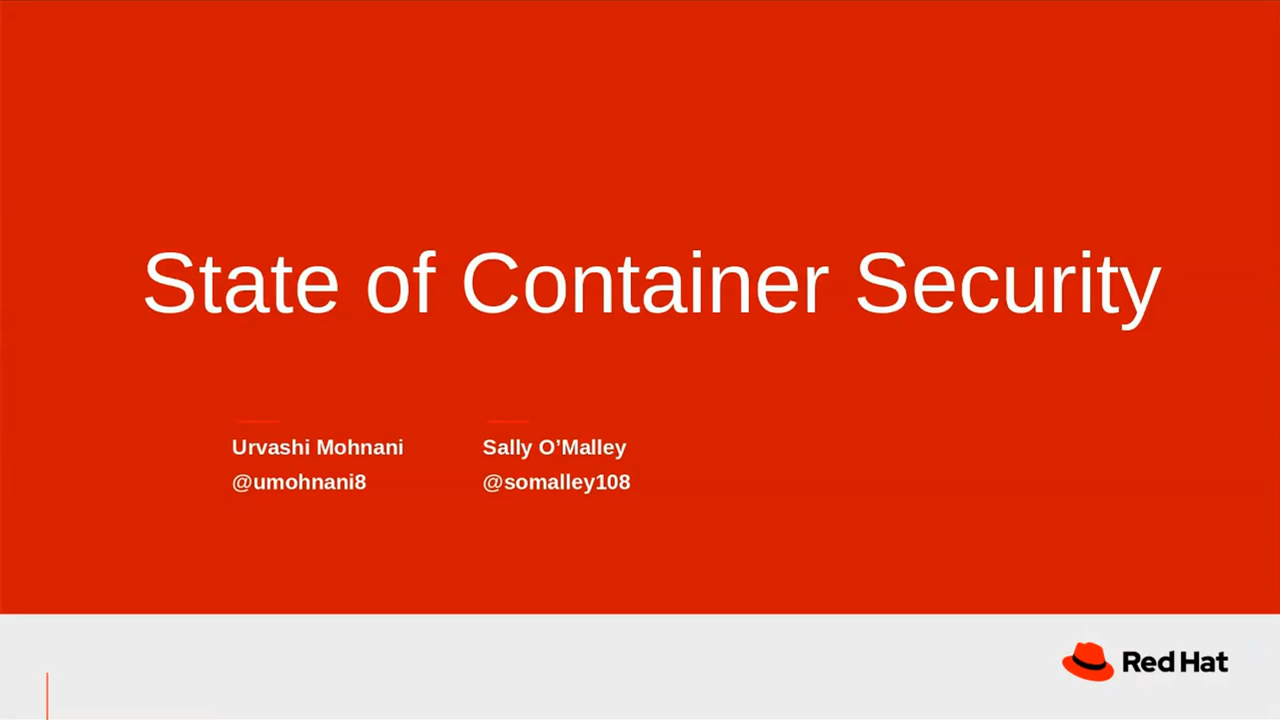 State of Container Security
Urvashi Mohnani
@umohnani8
Sally O’Malley
@somalley108
Red Hat